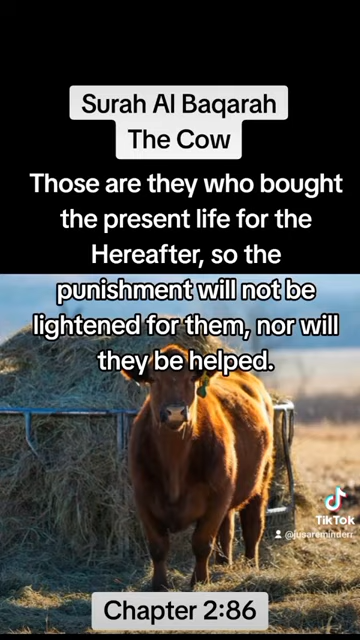 Surah Al Baqarah
The Cow
Those are they who bought
the present life for the
Hereafter, so the
punishment will not be
lightened for them, nor will
they be helped.
TikTok
@jusareminderr
Chapter 2:86